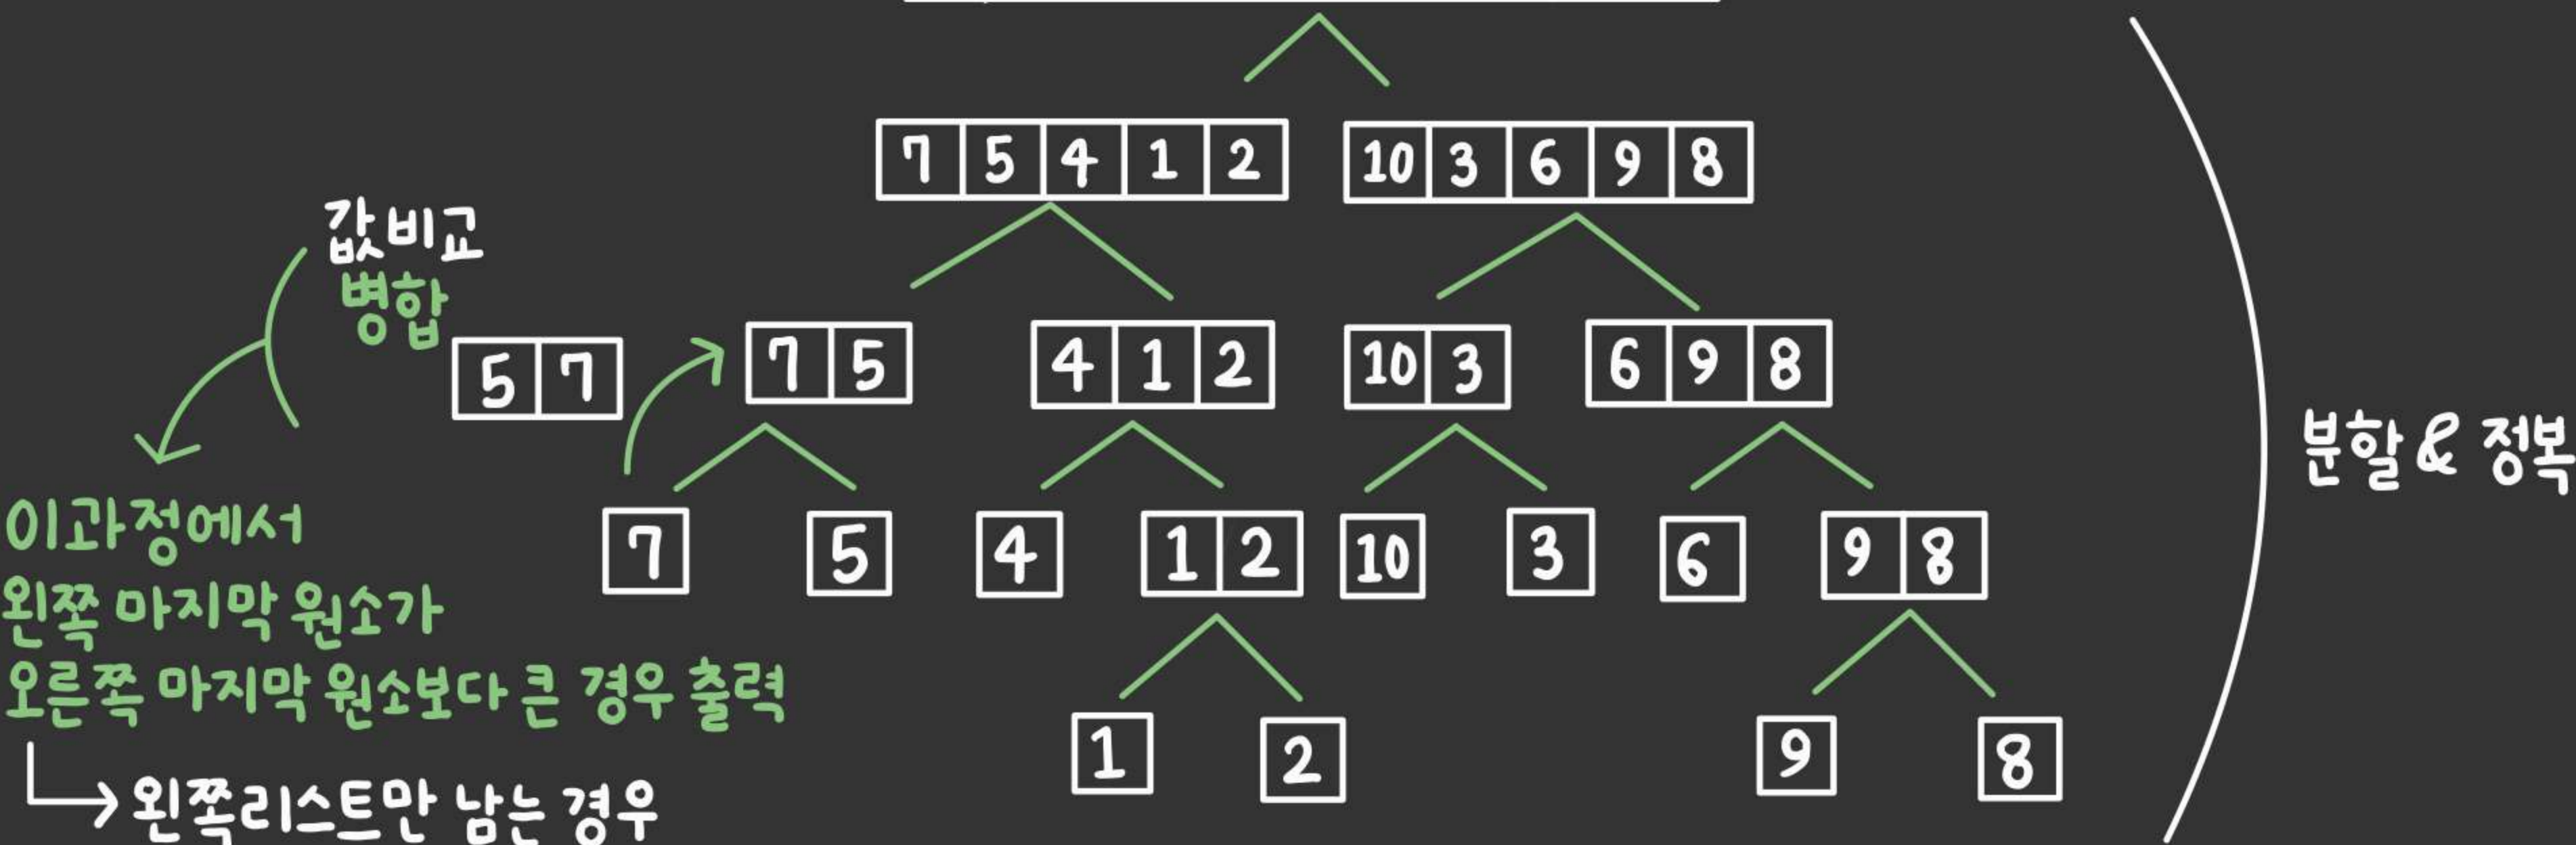 7 5 4 1 2 10 3 6 9 8
값비교
병합
5 7 7 5 4 1 2 10 3 6 9 8
분할 & 정복
7 5 4 1 2 10 3 6 9 8
이과정에서
왼쪽 마지막 원소가
오른쪽 마지막 원소보다 큰 경우 출력
1 2 9 8
왼쪽리스트만 남는 경우